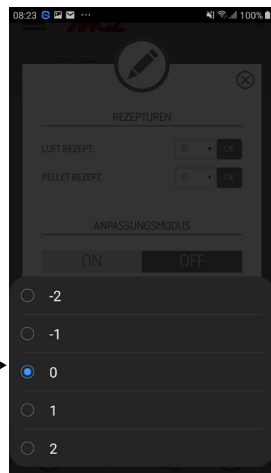 08:23 S ... 100%
MCZ
REZEPTUREN
LUFT REZEPT. 0 OK
PELLET REZEPT. 0 OK
ANPASSUNGSMODUS
ON OFF
-2
-1
0
1
2